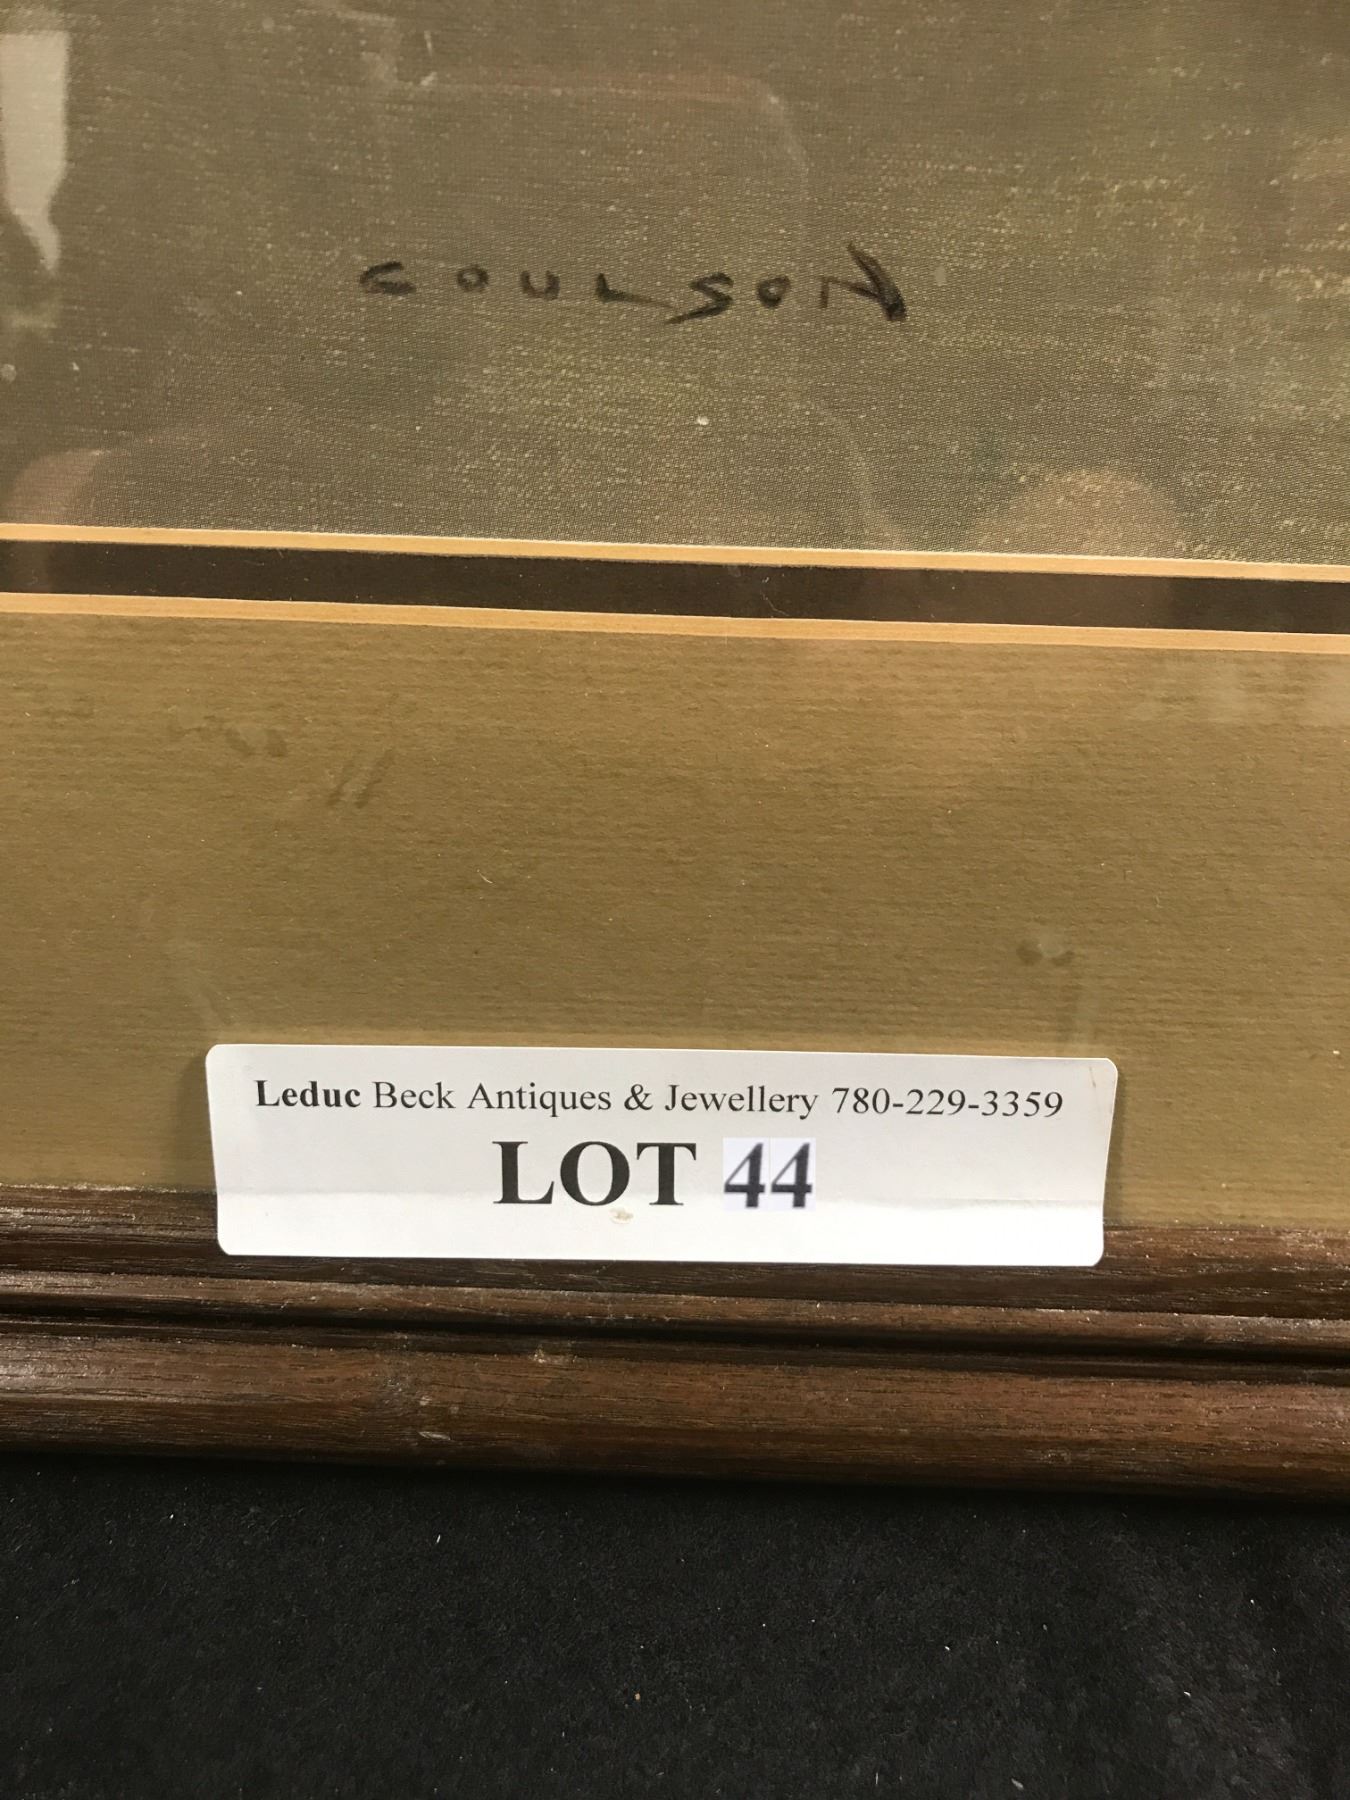 COULSON
Leduc Beck Antiques & Jewellery 780-229-3359
LOT 44